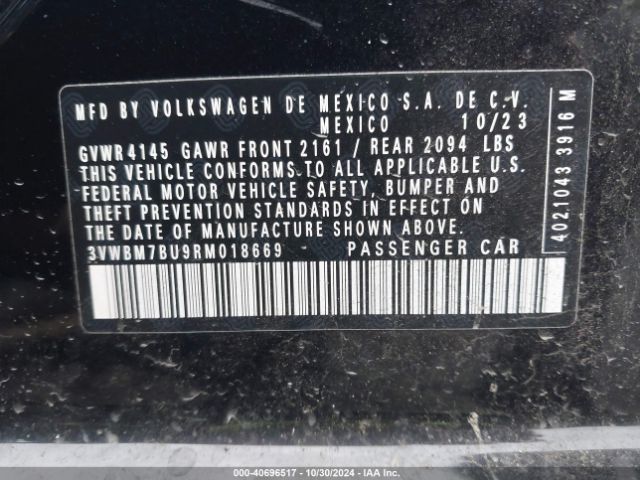 MFD BY VOLKSWAGEN DE MEXICO S.A. DE C.V.
MEXICO 10/23
GVWR 4145 GAWR FRONT 2161 / REAR 2094 LBS
THIS VEHICLE CONFORMS TO ALL APPLICABLE U.S.
FEDERAL MOTOR VEHICLE SAFETY, BUMPER AND
THEFT PREVENTION STANDARDS IN EFFECT ON
THE DATE OF MANUFACTURE SHOWN ABOVE.
3VWBM7BU9RM018669 PASSENGER CAR
4021043 3916 M
000-40696517 - 10/30/2024 - IAA Inc.